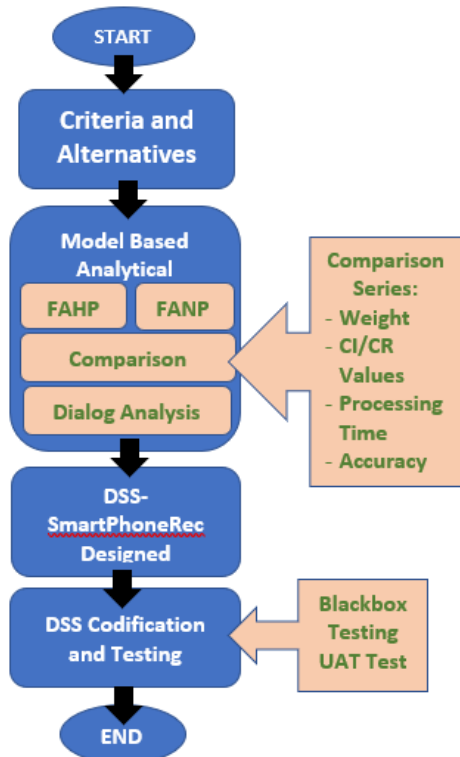 START
Criteria and
Alternatives
Model Based
Analytical
FAHP
FANP
Comparison
Dialog Analysis
Comparison
Series:
- Weight
- CI/CR
Values
- Processing
Time
- Accuracy
DSS-
SmartPhoneRec
Designed
DSS Codification
and Testing
Blackbox
Testing
UAT Test
END